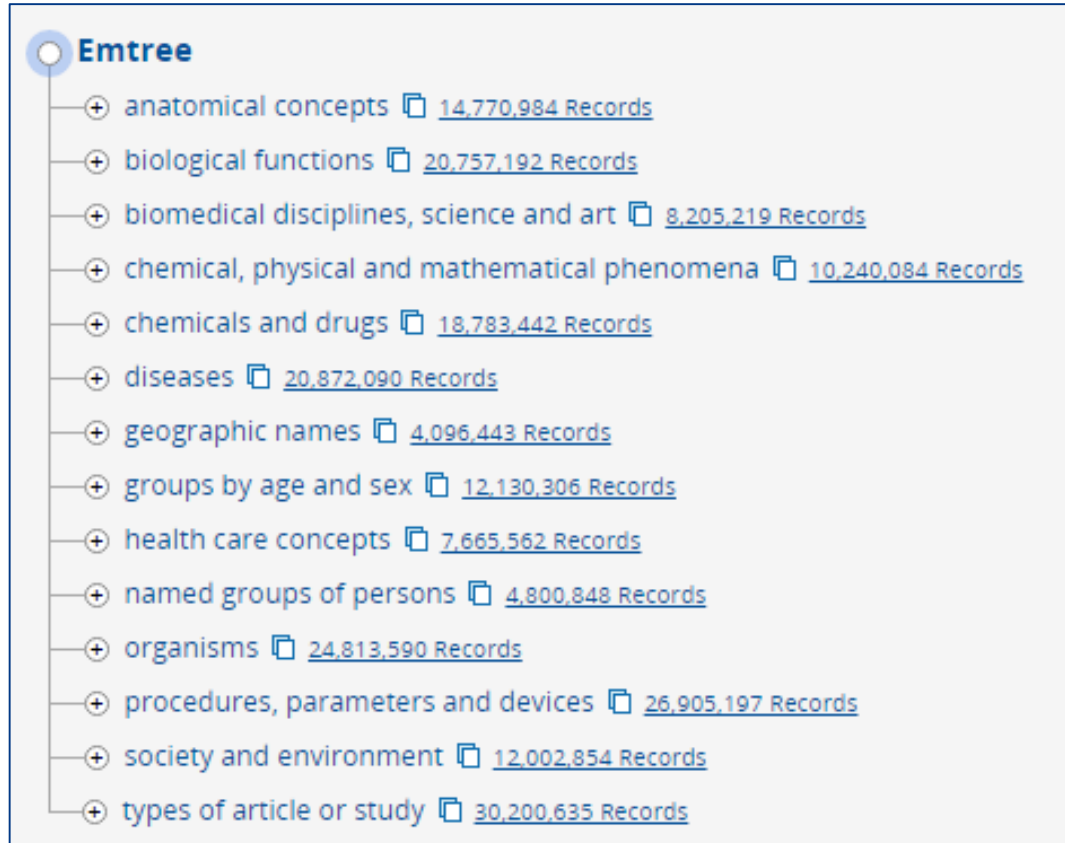 Emtree
anatomical concepts 14,770,984 Records
biological functions 20,757,192 Records
biomedical disciplines, science and art 8,205,219 Records
chemical, physical and mathematical phenomena 10,240,084 Records
chemicals and drugs 18,783,442 Records
diseases 20,872,090 Records
geographic names 4,096,443 Records
groups by age and sex 12,130,306 Records
health care concepts 7,665,562 Records
named groups of persons 4,800,848 Records
organisms 24,813,590 Records
procedures, parameters and devices 26,905,197 Records
society and environment 12,002,854 Records
types of article or study 30,200,635 Records